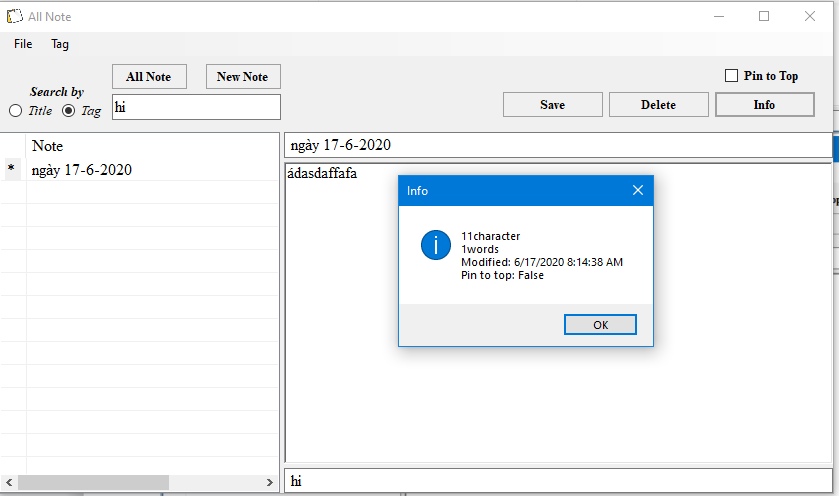 All Note
File Tag
All Note New Note
Pin to Top
Search by
Title Tag
hi
Save Delete Info
Note
* ngày 17-6-2020
ngày 17-6-2020
ádasdaffafa
Info
11character
1words
Modified: 6/17/2020 8:14:38 AM
Pin to top: False
OK
hi